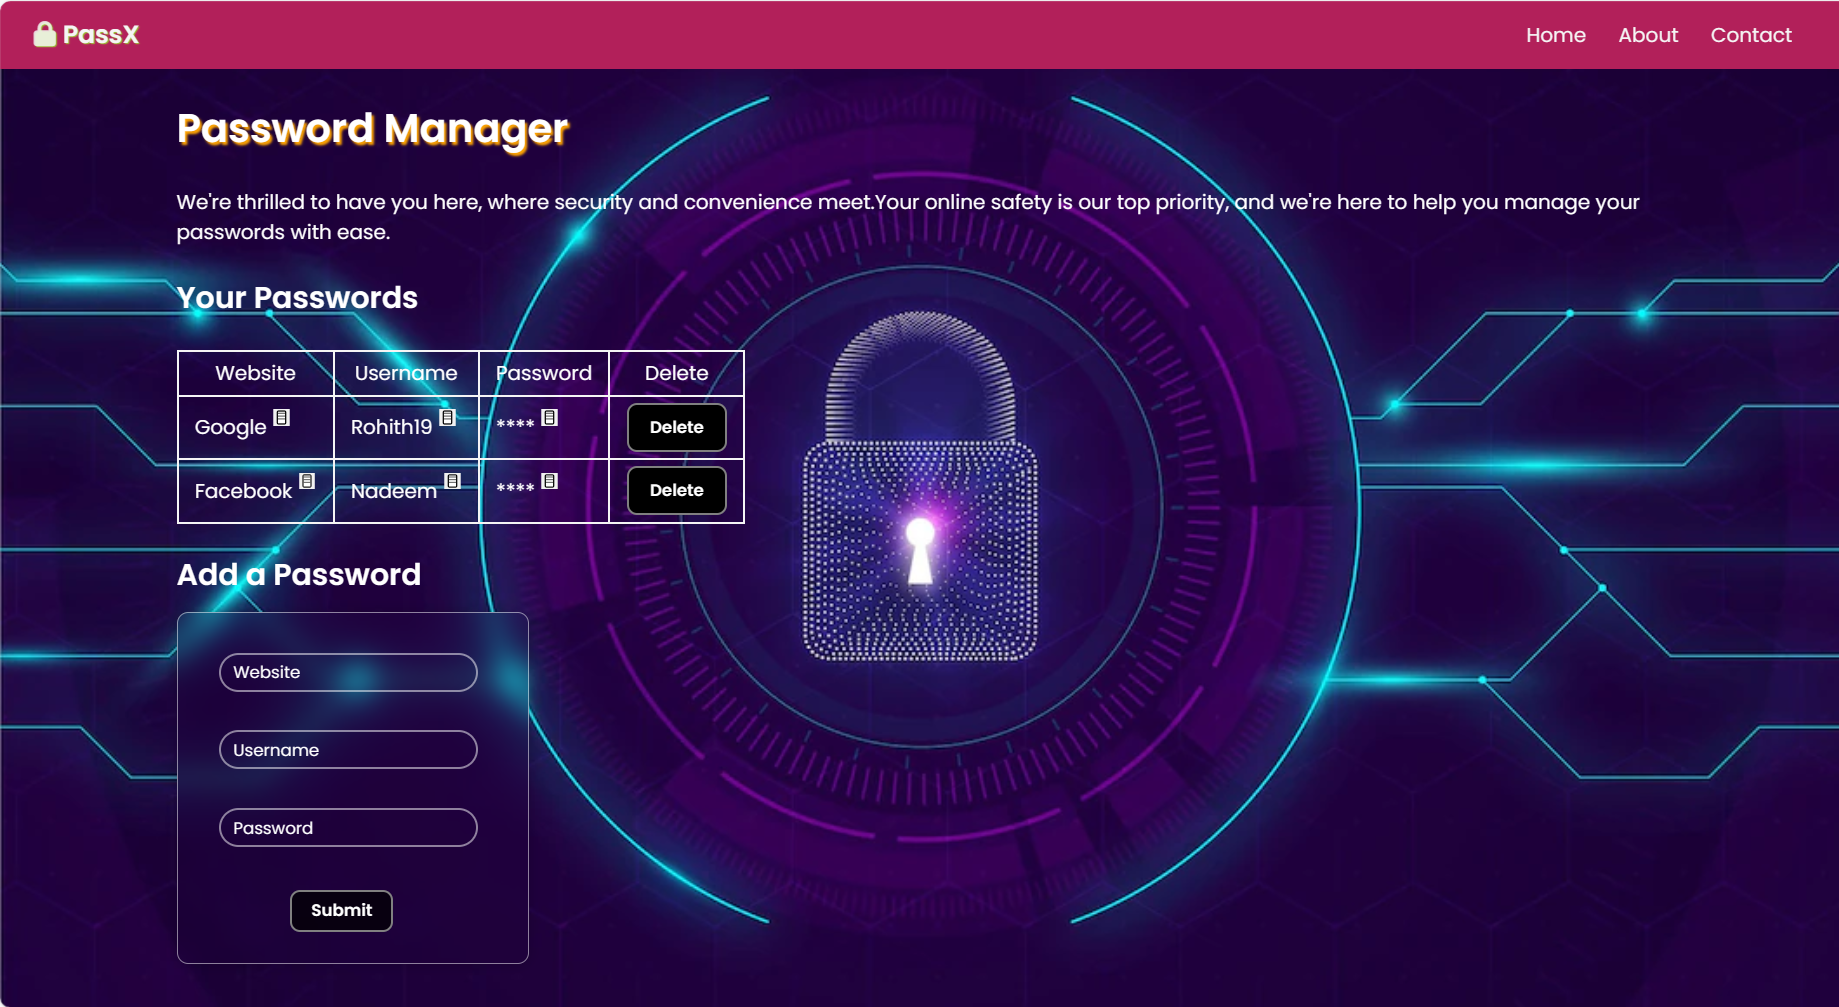 PassX
Home About Contact
Password Manager
We're thrilled to have you here, where security and convenience meet.Your online safety is our top priority, and we're here to help you manage your
passwords with ease.
Your Passwords
Website Username Password Delete
Google Rohith19 **** Delete
Facebook Nadeem **** Delete
Add a Password
Website
Username
Password
Submit